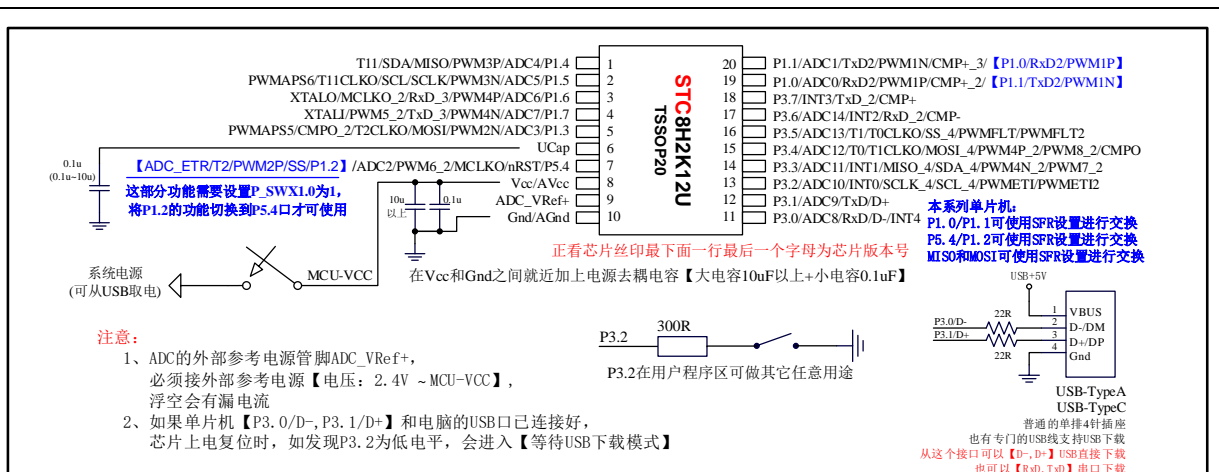 T11/SDA/MISO/PWM3P/ADC4/P1.4
PWMAPS6/T11CLKO/SCL/SCLK/PWM3N/ADC5/P1.5
XTALO/MCLKO_2/RxD_3/PWM4P/ADC6/P1.6
XTALI/PWM5_2/TxD_3/PWM4N/ADC7/P1.7
PWMAPS5/CMPO_2/T2CLKO/MOSI/PWM2N/ADC3/P1.3
UCap
【ADC_ETR/T2/PWM2P/SS/P1.2】/ADC2/PWM6_2/MCLKO/nRST/P5.4
Vcc/AVcc
ADC_VRef+
Gnd/AGnd
1
2
3
4
5
6
7
8
9
10
STC8H2K12U
TSSOP20
20
19
18
17
16
15
14
13
12
11
P1.1/ADC1/TxD2/PWM1N/CMP+_3/【P1.0/RxD2/PWM1P】
P1.0/ADC0/RxD2/PWM1P/CMP+_2/【P1.1/TxD2/PWM1N】
P3.7/INT3/TxD_2/CMP+
P3.6/ADC14/INT2/RxD_2/CMP-
P3.5/ADC13/T1/T0CLKO/SS_4/PWMFLT/PWMFLT2
P3.4/ADC12/T0/T1CLKO/MOSI_4/PWM4P_2/PWM8_2/CMPO
P3.3/ADC11/INT1/MISO_4/SDA_4/PWM4N_2/PWM7_2
P3.2/ADC10/INT0/SCLK_4/SCL_4/PWMETI/PWMETI2
P3.1/ADC9/TxD/D+
P3.0/ADC8/RxD/D-/INT4
0.1u
(0.1u~10u)
这部分功能需要设置P_SWX1.0为1，
将P1.2的功能切换到P5.4口才可使用
10u
以上
0.1u
本系列单片机：
P1.0/P1.1可使用SFR设置进行交换
P5.4/P1.2可使用SFR设置进行交换
MISO和MOSI可使用SFR设置进行交换
正看芯片丝印最下面一行最后一个字母为芯片版本号
在Vcc和Gnd之间就近加上电源去耦电容【大电容10uF以上+小电容0.1uF】
系统电源
(可从USB取电)
MCU-VCC
USB+5V
P3.0/D-
P3.1/D+
22R
22R
1
2
3
4
VBUS
D-/DM
D+/DP
Gnd
USB-TypeA
USB-TypeC
普通的单排4针插座
也有专门的USB线支持USB下载
从这个接口可以【D-,D+】USB直接下载
也可以【RxD,TxD】串口下载
P3.2
300R
P3.2在用户程序区可做其它任意用途
注意：
1、ADC的外部参考电源管脚ADC_VRef+，
必须接外部参考电源【电压：2.4V ~ MCU-VCC】，
浮空会有漏电流
2、如果单片机【P3.0/D-,P3.1/D+】和电脑的USB口已连接好，
芯片上电复位时，如发现P3.2为低电平，会进入【等待USB下载模式】